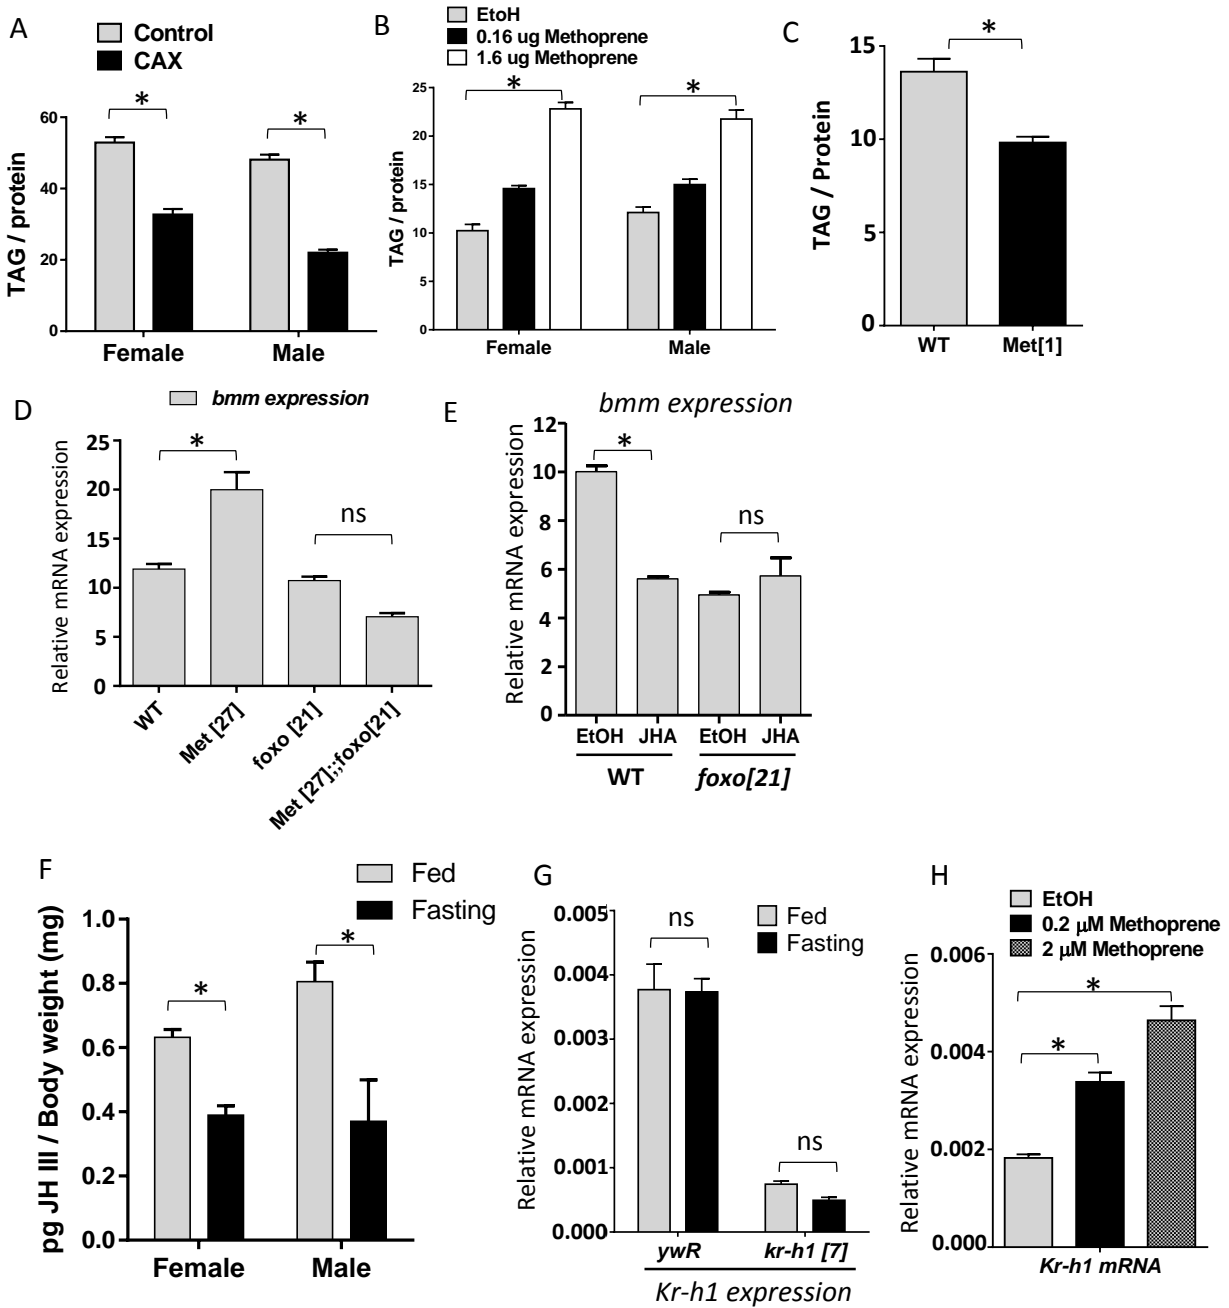 A
Control
CAX
*
*
60
40
20
0
TAG / protein
Female
Male
B
EtoH
0.16 ug Methoprene
1.6 ug Methoprene
*
*
25
20
15
10
5
0
TAG / protein
Female
Male
C
*
15
10
5
0
TAG / Protein
WT
Met[1]
D
bmm expression
*
ns
25
20
15
10
5
0
Relative mRNA expression
WT
Met [27]
foxo [21]
Met [27];;foxo[21]
E
bmm expression
*
ns
12
10
8
6
4
2
0
Relative mRNA expression
EtOH JHA EtOH JHA
WT
foxo[21]
F
Fed
Fasting
*
*
1.0
0.8
0.6
0.4
0.2
0.0
pg JH III / Body weight (mg)
Female
Male
G
Fed
Fasting
ns
ns
0.005
0.004
0.003
0.002
0.001
0.000
Relative mRNA expression
ywR
kr-h1 [7]
Kr-h1 expression
H
EtOH
0.2 μM Methoprene
2 μM Methoprene
*
*
0.006
0.004
0.002
0.000
Relative mRNA expression
Kr-h1 mRNA